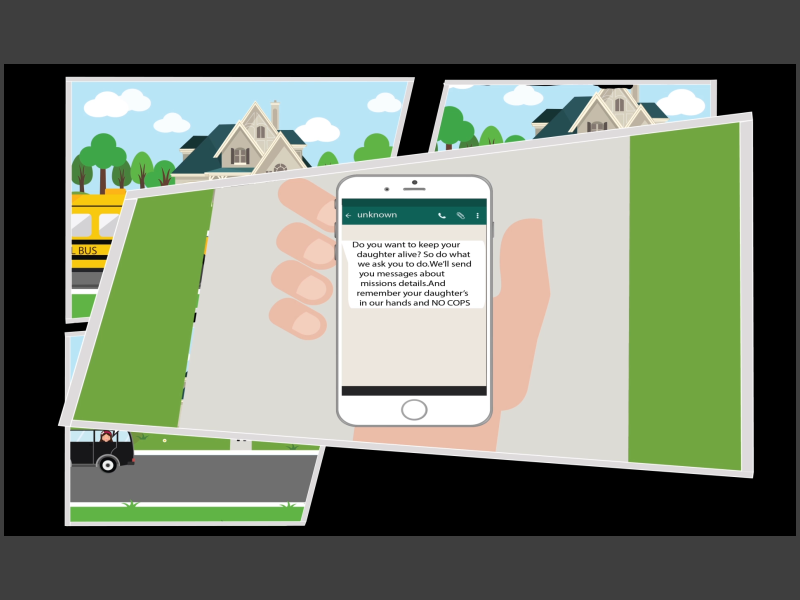 L BUS
unknown
Do you want to keep your
daughter alive? So do what
we ask you to do.We'll send
you messages about
missions details.And
remember your daughter's
in our hands and NO COPS